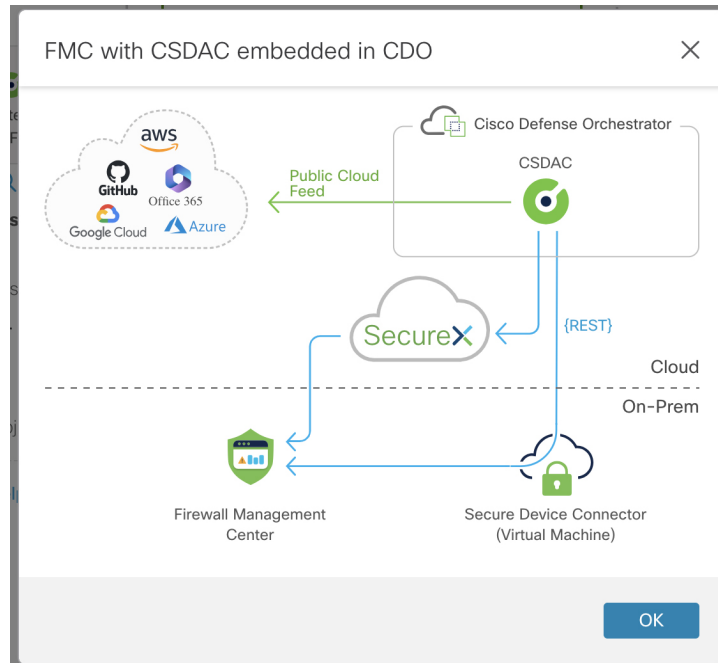 FMC with CSDAC embedded in CDO
aws
GitHub
Office 365
Google Cloud
Azure
Public Cloud
Feed
Cisco Defense Orchestrator
CSDAC
SecureX
{REST}
Cloud
On-Prem
Firewall Management
Center
Secure Device Connector
(Virtual Machine)
OK